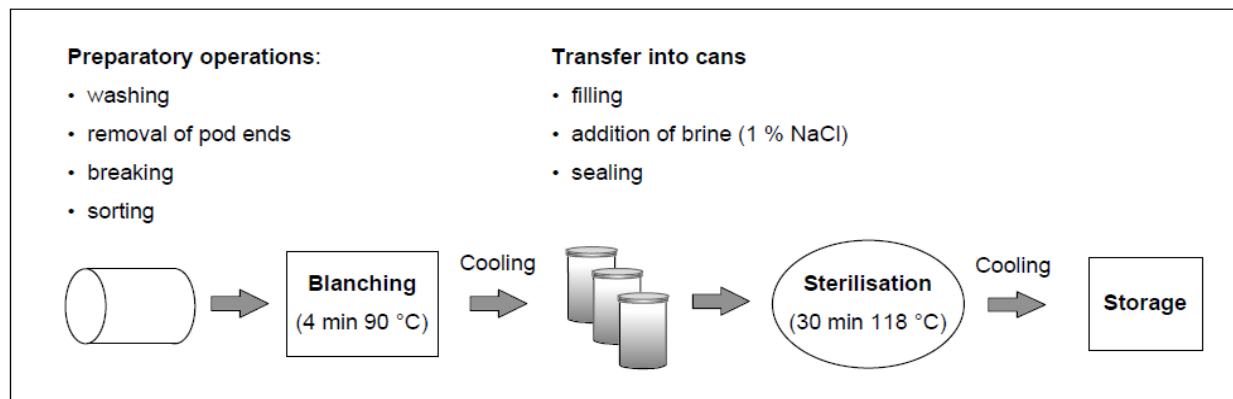 Preparatory operations:
• washing
• removal of pod ends
• breaking
• sorting
Transfer into cans
• filling
• addition of brine (1 % NaCl)
• sealing
Blanching
(4 min 90 °C)
Cooling
Sterilisation
(30 min 118 °C)
Cooling
Storage